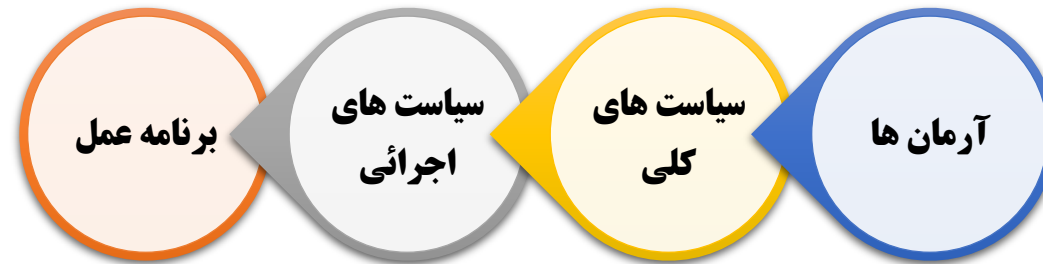 آرمان ها
سیاست های
کلی
سیاست های
اجرائی
برنامه عمل